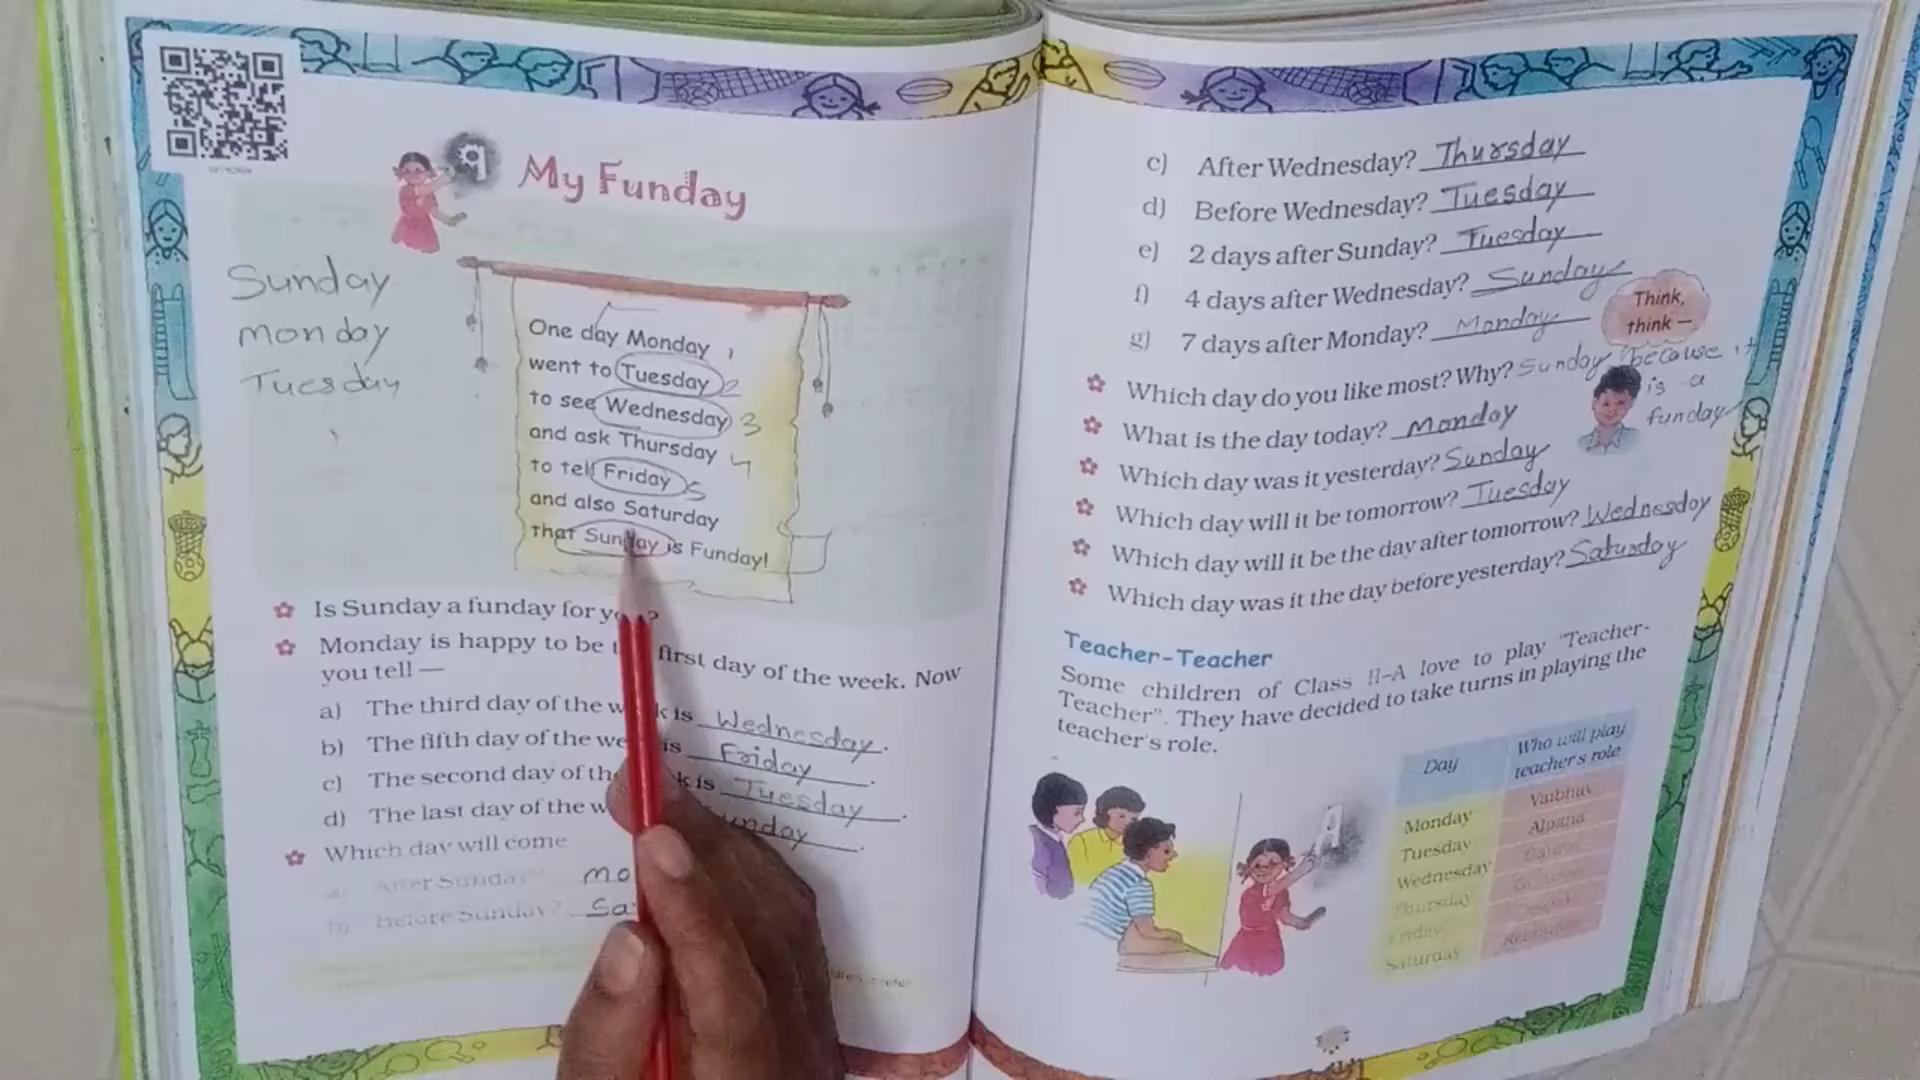 9 My Funday
Sunday
monday
Tuesday
One day Monday 1
went to Tuesday 2
to see Wednesday 3
and ask Thursday 4
to tell Friday 5
and also Saturday
that Sunday is Funday!
Is Sunday a funday for you?
Monday is happy to be first day of the week. Now
you tell —
a) The third day of the is Wednesday.
b) The fifth day of the is Friday.
c) The second day of is Tuesday.
d) The last day of the
Which day will come
a) After Sunday?
b) Before Sunday?
c) After Wednesday? Thursday
d) Before Wednesday? Tuesday
e) 2 days after Sunday? Tuesday
f) 4 days after Wednesday? Sunday
g) 7 days after Monday? Monday
Think,
think —
Which day do you like most? Why? Sunday because it
is a
funday
What is the day today? monday
Which day was it yesterday? Sunday
Which day will it be tomorrow? Tuesday
Which day will it be the day after tomorrow? Wednesday
Which day was it the day before yesterday? Saturday
Teacher-Teacher
Some children of Class II-A love to play "Teacher-
Teacher". They have decided to take turns in playing the
teacher's role.
Day Who will play
teacher's role
Monday Vaibhav
Tuesday Alpana
Wednesday
Thursday
Friday
Saturday